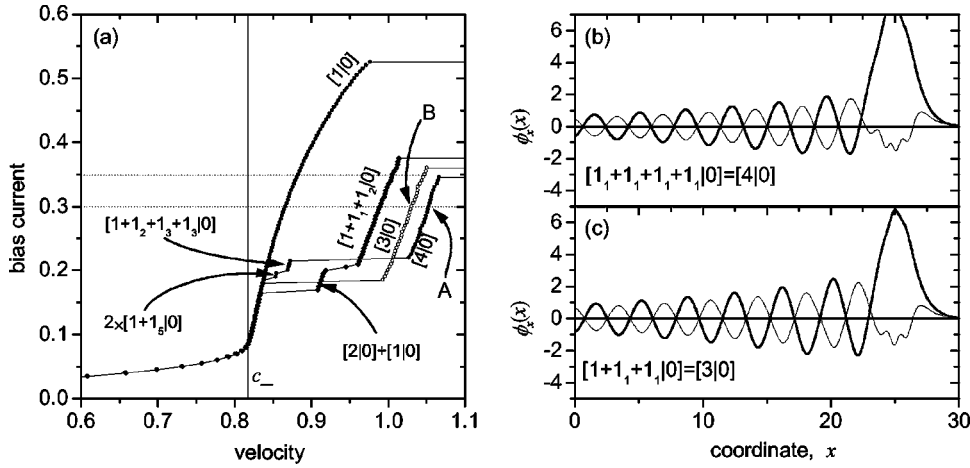 (a)
bias current
0.6
0.5
0.4
0.3
0.2
0.1
0.0
[1|0]
B
[1+1₂+1₃+1₃|0]
[1+1₁+1₂|0]
[3|0]
[4|0]
2×[1+1₅|0]
A
[2|0]+[1|0]
c_
0.6 0.7 0.8 0.9 1.0 1.1
velocity
(b)
ϕₓ(x)
6
4
2
0
-2
-4
[1₁+1₁+1₁+1₁|0]=[4|0]
(c)
ϕₓ(x)
6
4
2
0
-2
-4
[1+1₁+1₁|0]=[3|0]
0 10 20 30
coordinate, x